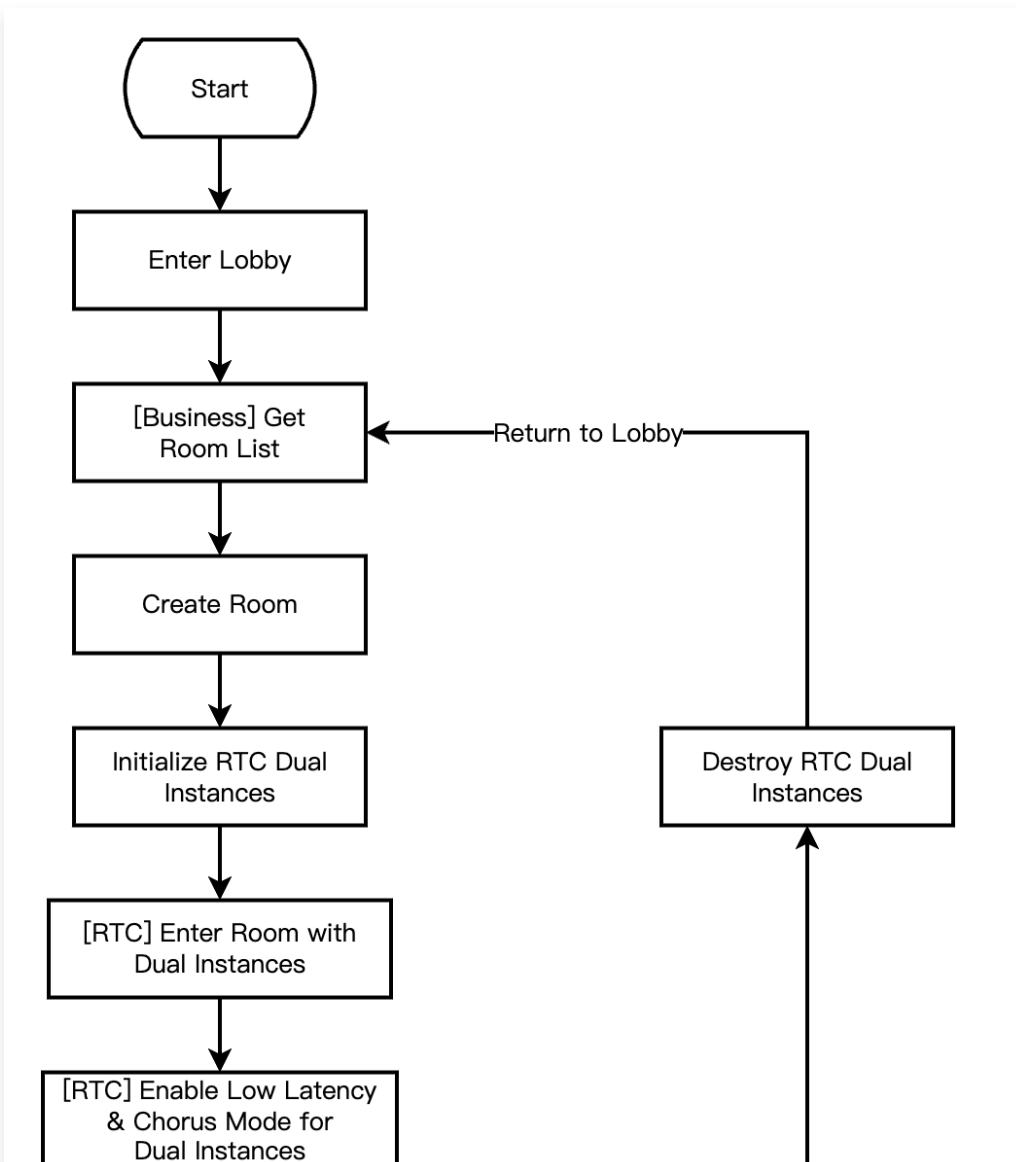 Start
Enter Lobby
[Business] Get
Room List
Return to Lobby
Create Room
Initialize RTC Dual
Instances
Destroy RTC Dual
Instances
[RTC] Enter Room with
Dual Instances
[RTC] Enable Low Latency
& Chorus Mode for
Dual Instances